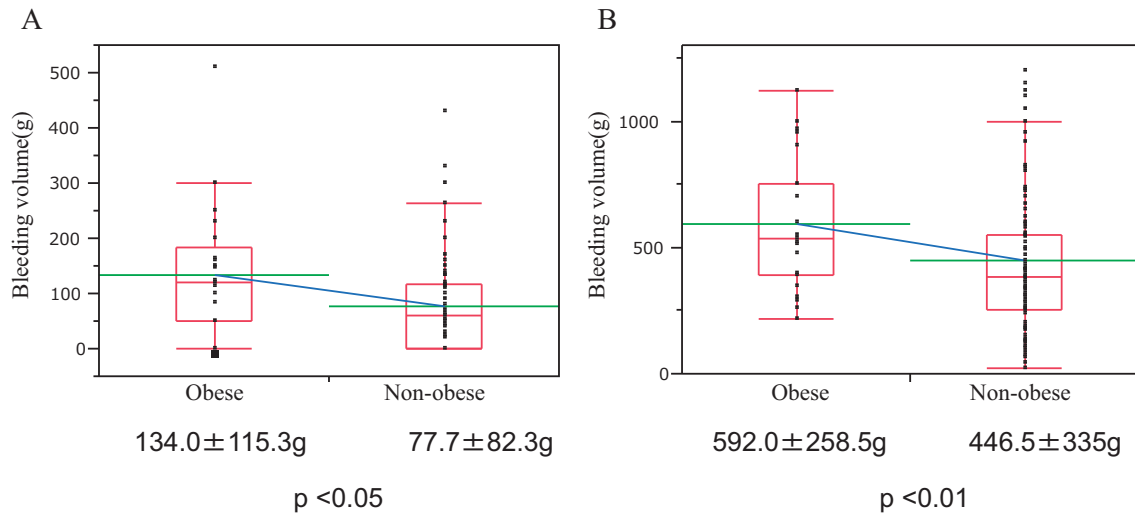 A
Bleeding volume(g)
500
400
300
200
100
0
Obese
Non-obese
134.0±115.3g
77.7±82.3g
p <0.05
B
Bleeding volume(g)
1000
500
0
Obese
Non-obese
592.0±258.5g
446.5±335g
p <0.01